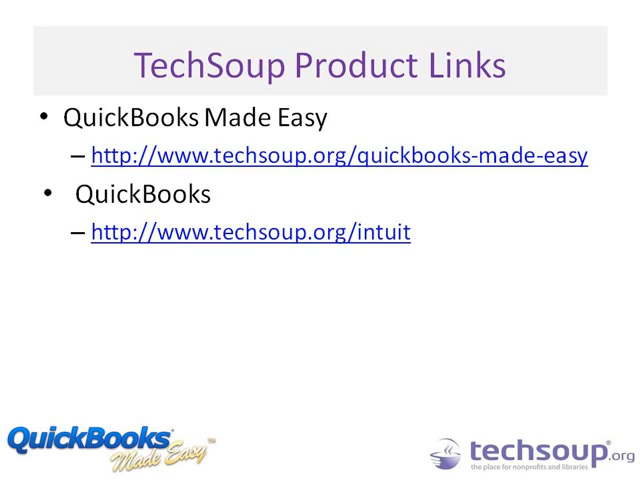 TechSoup Product Links
• QuickBooks Made Easy
– http://www.techsoup.org/quickbooks-made-easy
• QuickBooks
– http://www.techsoup.org/intuit
QuickBooks
Made Easy™
techsoup®.org
the place for nonprofits and libraries